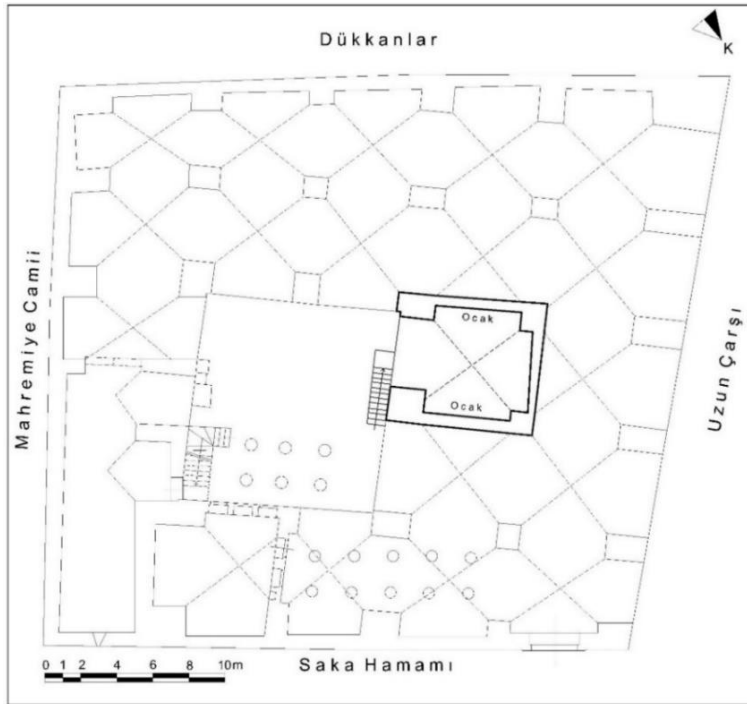 Dükkanlar
K
Mahremiye Camii
Ocak
Ocak
Uzun Çarşı
Saka Hamamı
0 1 2 4 6 8 10m